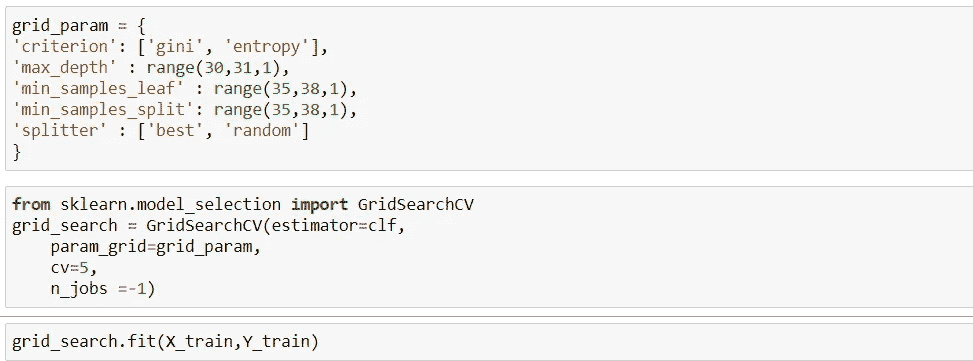 grid_param = {
'criterion': ['gini', 'entropy'],
'max_depth' : range(30,31,1),
'min_samples_leaf' : range(35,38,1),
'min_samples_split': range(35,38,1),
'splitter' : ['best', 'random']
}
from sklearn.model_selection import GridSearchCV
grid_search = GridSearchCV(estimator=clf,
    param_grid=grid_param,
    cv=5,
    n_jobs =-1)
grid_search.fit(X_train,Y_train)